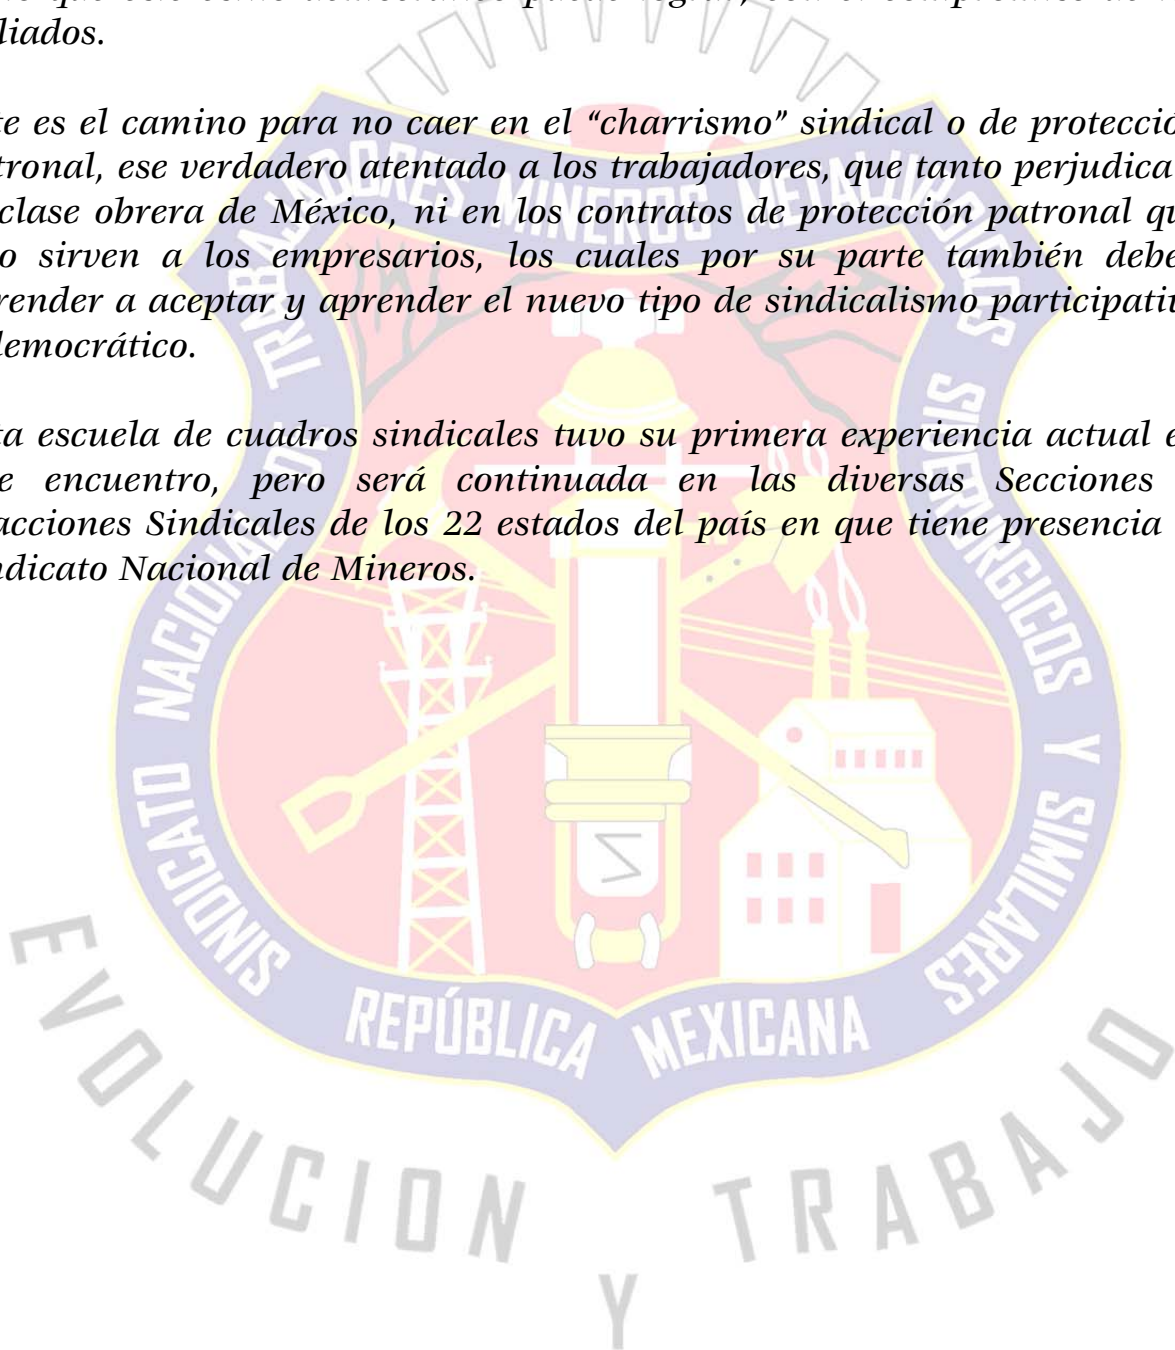 liados.
te es el camino para no caer en el “charrismo” sindical o de protecció
tronal, ese verdadero atentado a los trabajadores, que tanto perjudica
clase obrera de México, ni en los contratos de protección patronal qu
o sirven a los empresarios, los cuales por su parte también debe
render a aceptar y aprender el nuevo tipo de sindicalismo participati
democrático.
ta escuela de cuadros sindicales tuvo su primera experiencia actual e
e encuentro, pero será continuada en las diversas Secciones
acciones Sindicales de los 22 estados del país en que tiene presencia
ndicato Nacional de Mineros.
SINDICATO NACIONAL DE TRABAJADORES MINEROS METALÚRGICOS SIDERÚRGICOS Y SIMILARES
REPÚBLICA MEXICANA
EVOLUCION Y TRABAJO